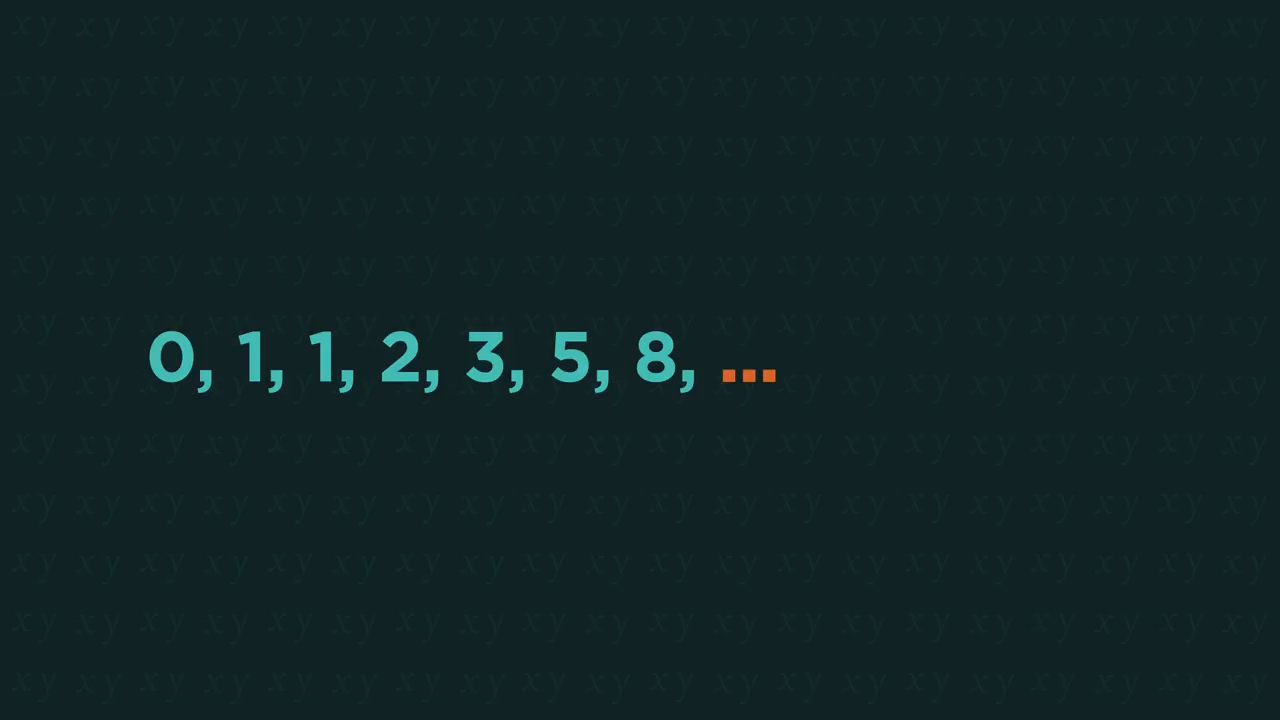 0, 1, 1, 2, 3, 5, 8, ...